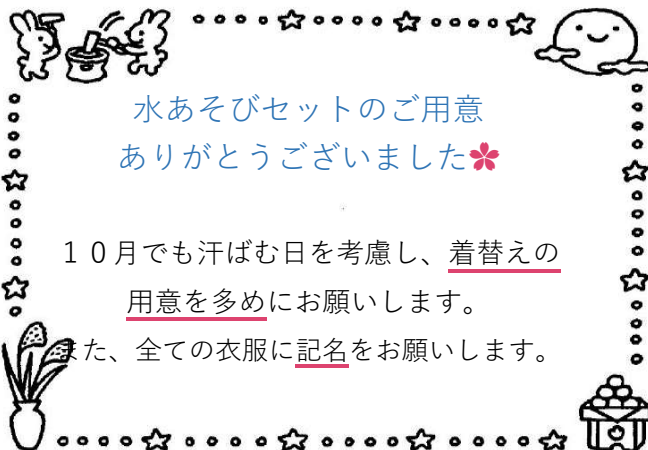 水あそびセットのご用意
ありがとうございました
１０月でも汗ばむ日を考慮し、着替えの
用意を多めにお願いします。
また、全ての衣服に記名をお願いします。